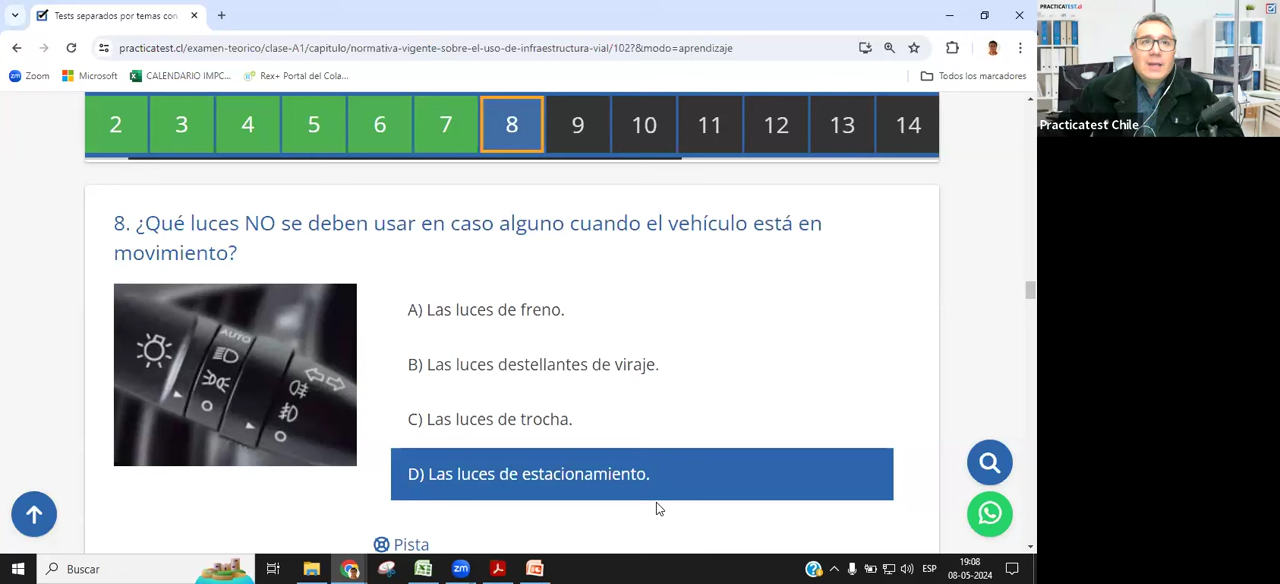 Tests separados por temas con
practicatest.cl/examen-teorico/clase-A1/capitulo/normativa-vigente-sobre-el-uso-de-infraestructura-vial/102?&modo=aprendizaje
Zoom
Microsoft
CALENDARIO IMPC...
Rex+ Portal del Cola...
Todos los marcadores
PRACTICATEST.cl
Practicatest Chile
2 3 4 5 6 7 8 9 10 11 12 13 14
8. ¿Qué luces NO se deben usar en caso alguno cuando el vehículo está en
movimiento?
AUTO
A) Las luces de freno.
B) Las luces destellantes de viraje.
C) Las luces de trocha.
D) Las luces de estacionamiento.
Pista
Buscar
ESP
19:08
08-05-2024